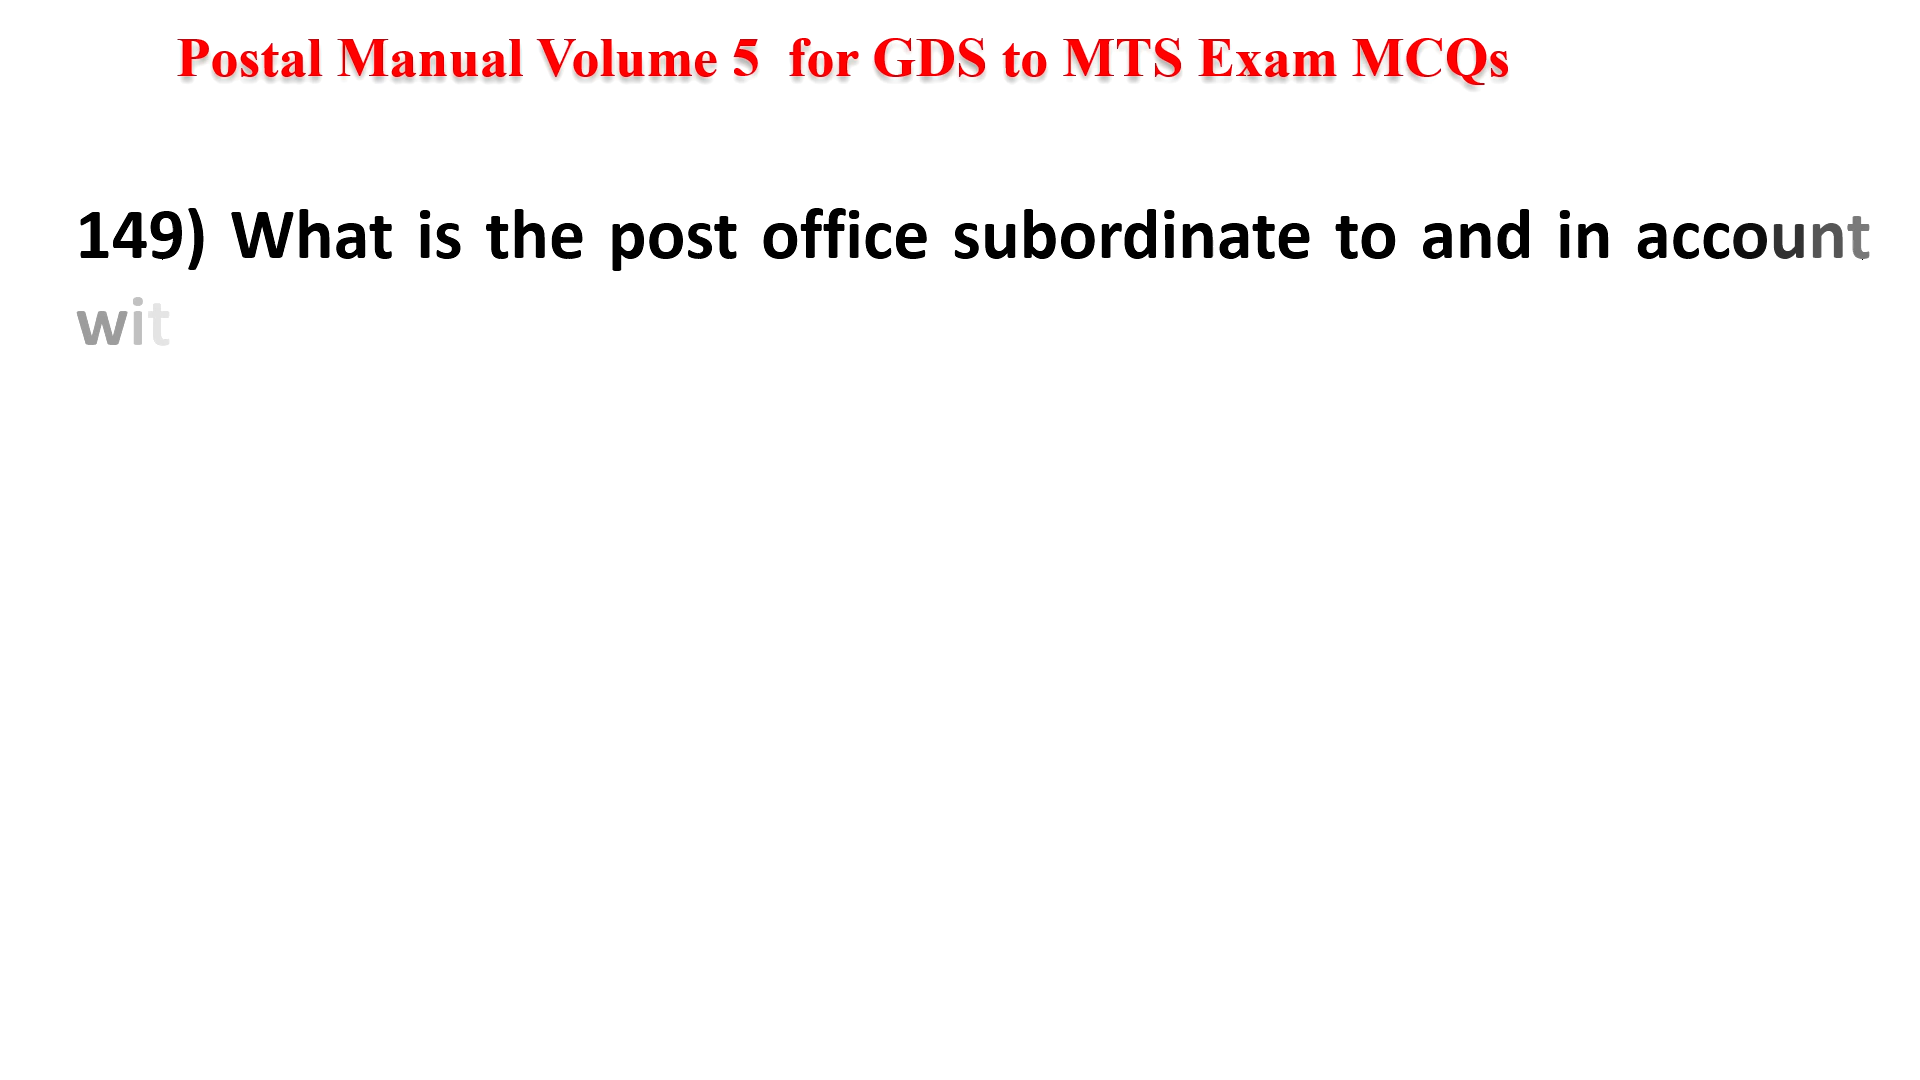 Postal Manual Volume 5 for GDS to MTS Exam MCQs
149) What is the post office subordinate to and in account
wit